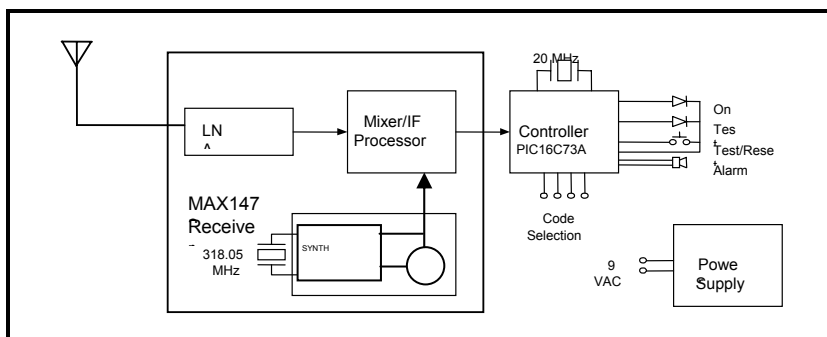 20 MHz
LN
Mixer/IF
Processor
Controller
PIC16C73A
On
Tes
Test/Rese
Alarm
MAX147
Receive
318.05
MHz
SYNTH
Code
Selection
9
VAC
Powe
Supply